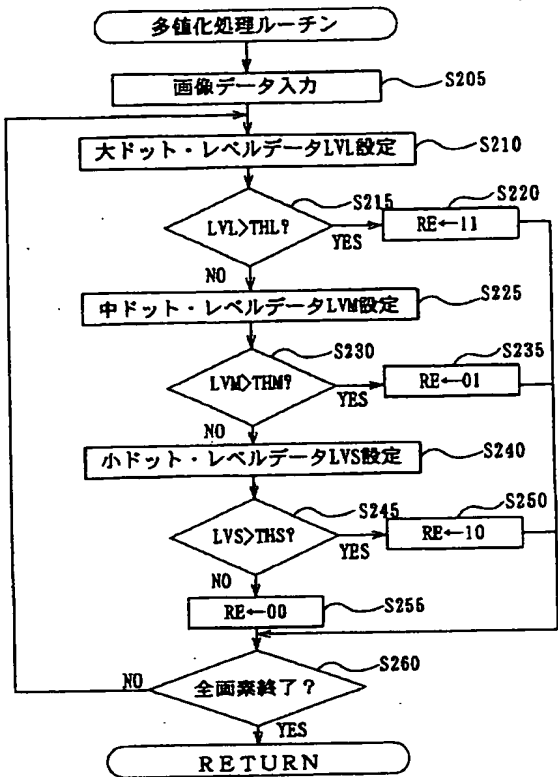 多値化処理ルーチン
画像データ入力
S205
大ドット・レベルデータLVL設定
S210
LVL>THL?
S215
YES
RE←11
S220
NO
中ドット・レベルデータLVM設定
S225
LVM>THM?
S230
YES
RE←01
S235
NO
小ドット・レベルデータLVS設定
S240
LVS>THS?
S245
YES
RE←10
S250
NO
RE←00
S255
全画素終了?
S260
NO
YES
RETURN